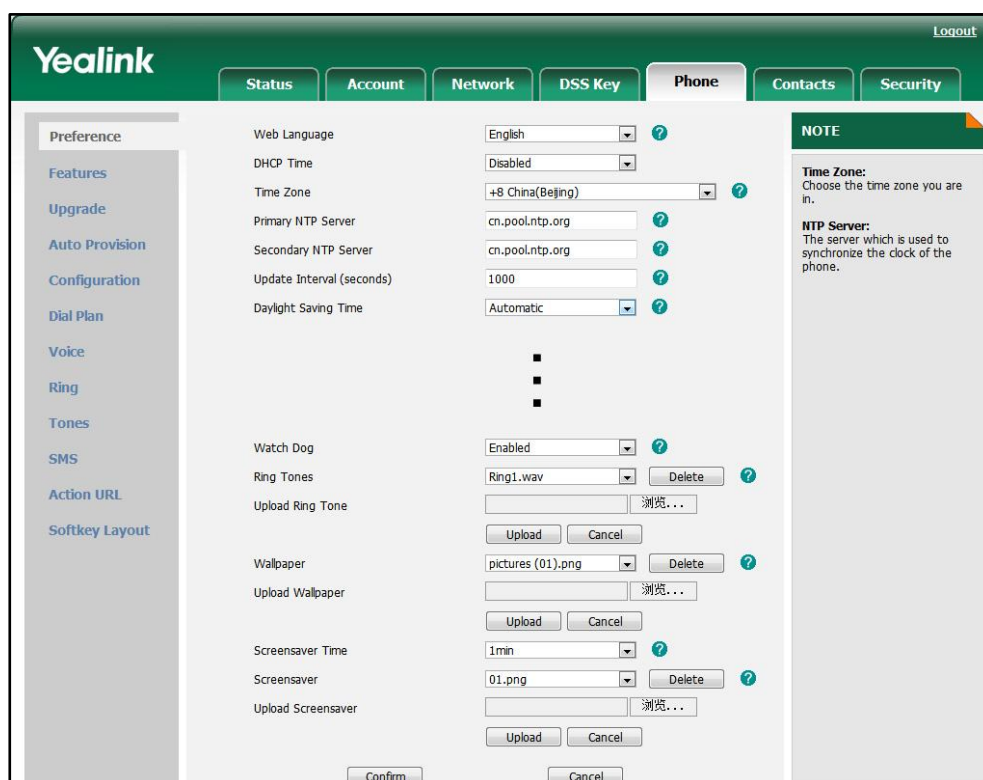 Logout
Yealink
Status Account Network DSS Key Phone Contacts Security
Preference
Features
Upgrade
Auto Provision
Configuration
Dial Plan
Voice
Ring
Tones
SMS
Action URL
Softkey Layout
Web Language English ?
DHCP Time Disabled
Time Zone +8 China(Beijing) ?
Primary NTP Server cn.pool.ntp.org ?
Secondary NTP Server cn.pool.ntp.org ?
Update Interval (seconds) 1000 ?
Daylight Saving Time Automatic ?
Watch Dog Enabled ?
Ring Tones Ring1.wav Delete ?
Upload Ring Tone 浏览...
Upload Cancel
Wallpaper pictures (01).png Delete ?
Upload Wallpaper 浏览...
Upload Cancel
Screensaver Time 1min ?
Screensaver 01.png Delete ?
Upload Screensaver 浏览...
Upload Cancel
Confirm Cancel
NOTE
Time Zone:
Choose the time zone you are
in.
NTP Server:
The server which is used to
synchronize the clock of the
phone.